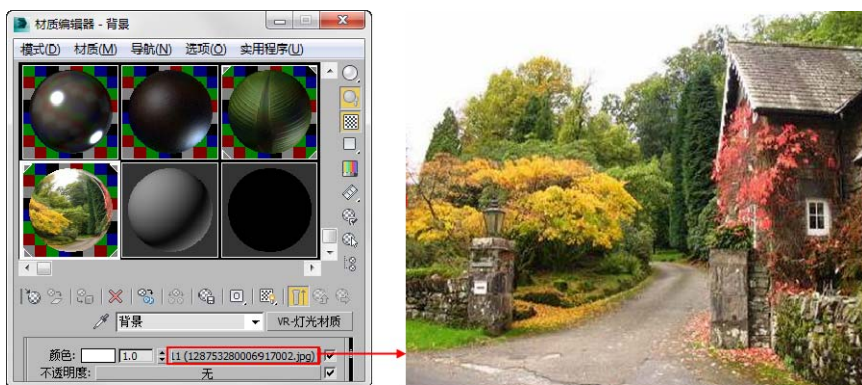 材质编辑器 - 背景
模式(D) 材质(M) 导航(N) 选项(O) 实用程序(U)
背景 VR-灯光材质
颜色: 1.0 11 (128753280006917002.jpg)
不透明度: 无